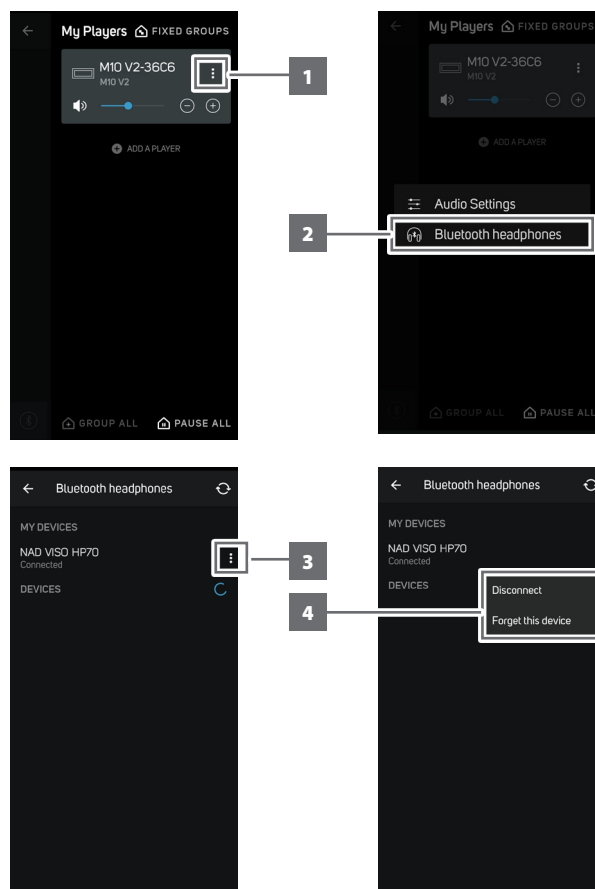 My Players FIXED GROUPS
M10 V2-36C6
M10 V2
ADD A PLAYER
GROUP ALL PAUSE ALL
1
My Players FIXED GROUPS
M10 V2-36C6
M10 V2
ADD A PLAYER
Audio Settings
Bluetooth headphones
GROUP ALL PAUSE ALL
2
Bluetooth headphones
MY DEVICES
NAD VISO HP70
Connected
DEVICES
3
4
Bluetooth headphones
MY DEVICES
NAD VISO HP70
Connected
DEVICES
Disconnect
Forget this device